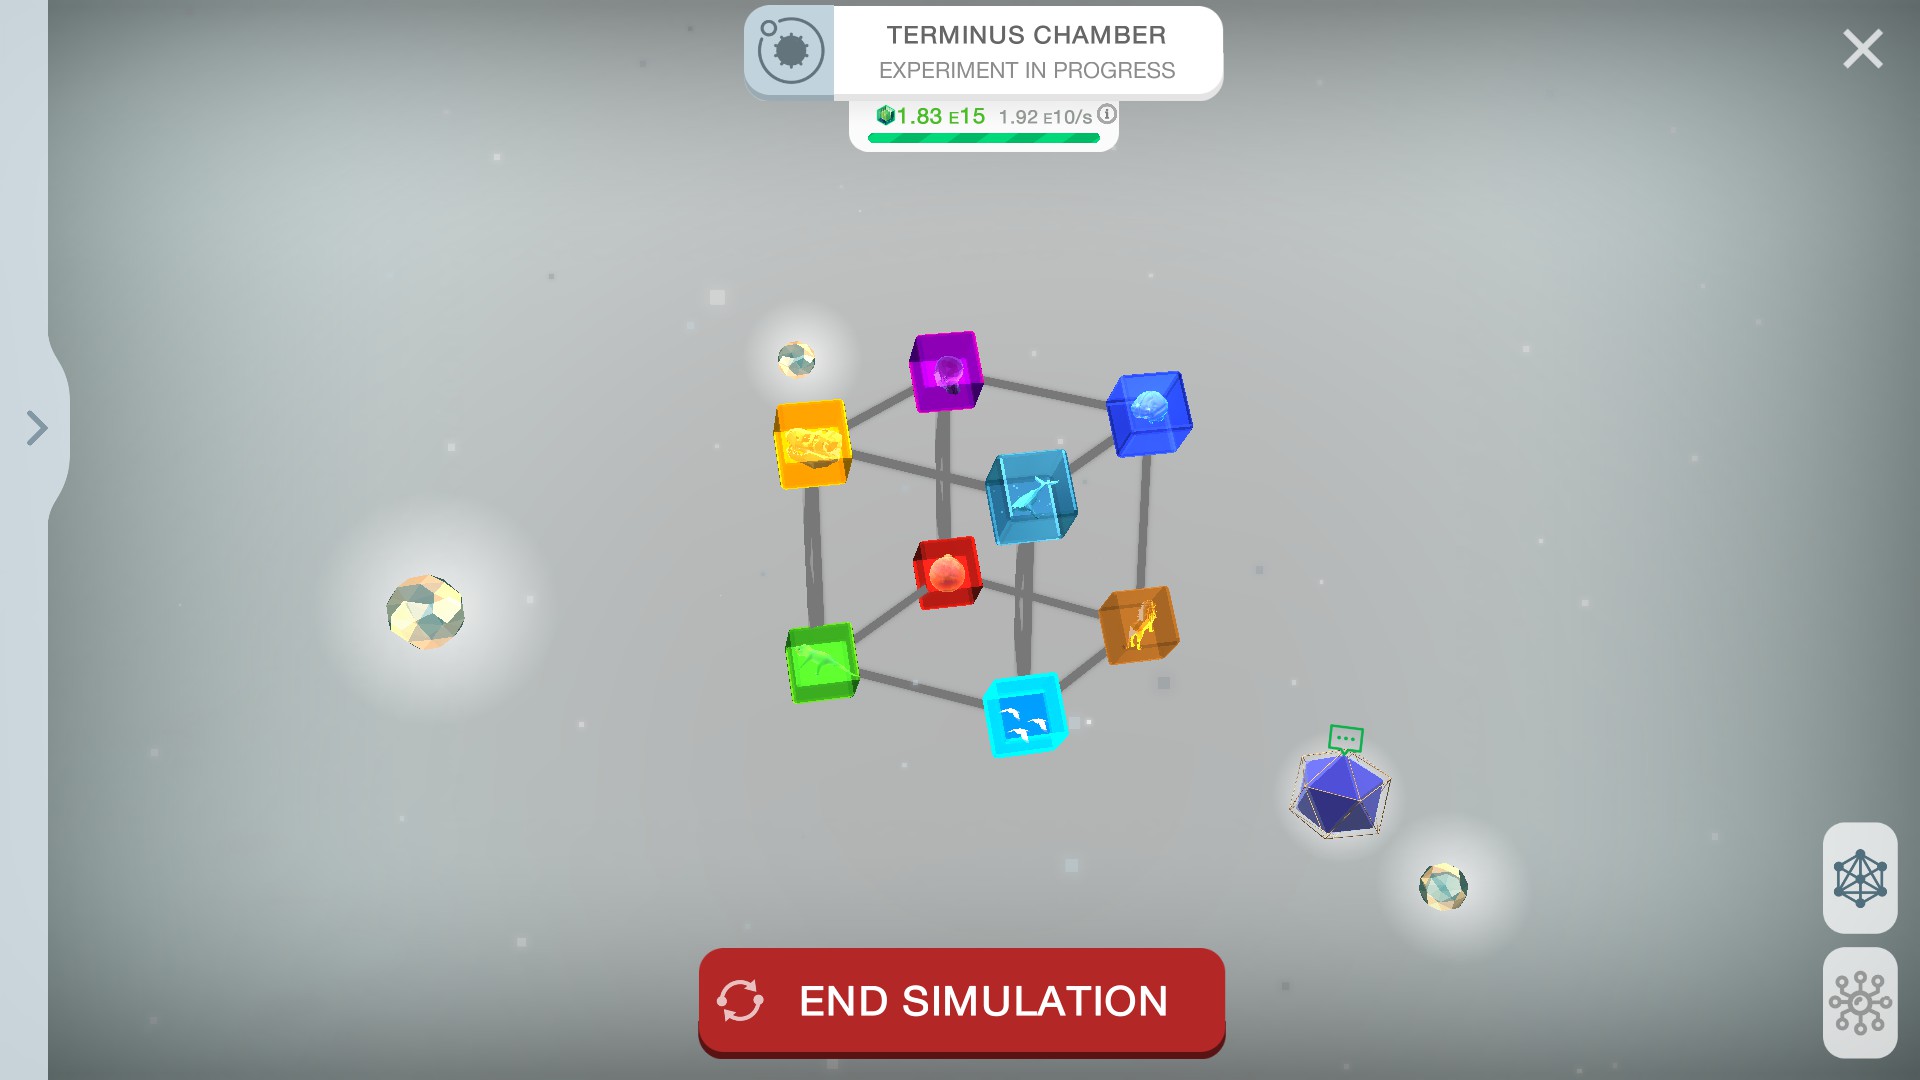 TERMINUS CHAMBER
EXPERIMENT IN PROGRESS
1.83 E15 1.92 E10/s
END SIMULATION